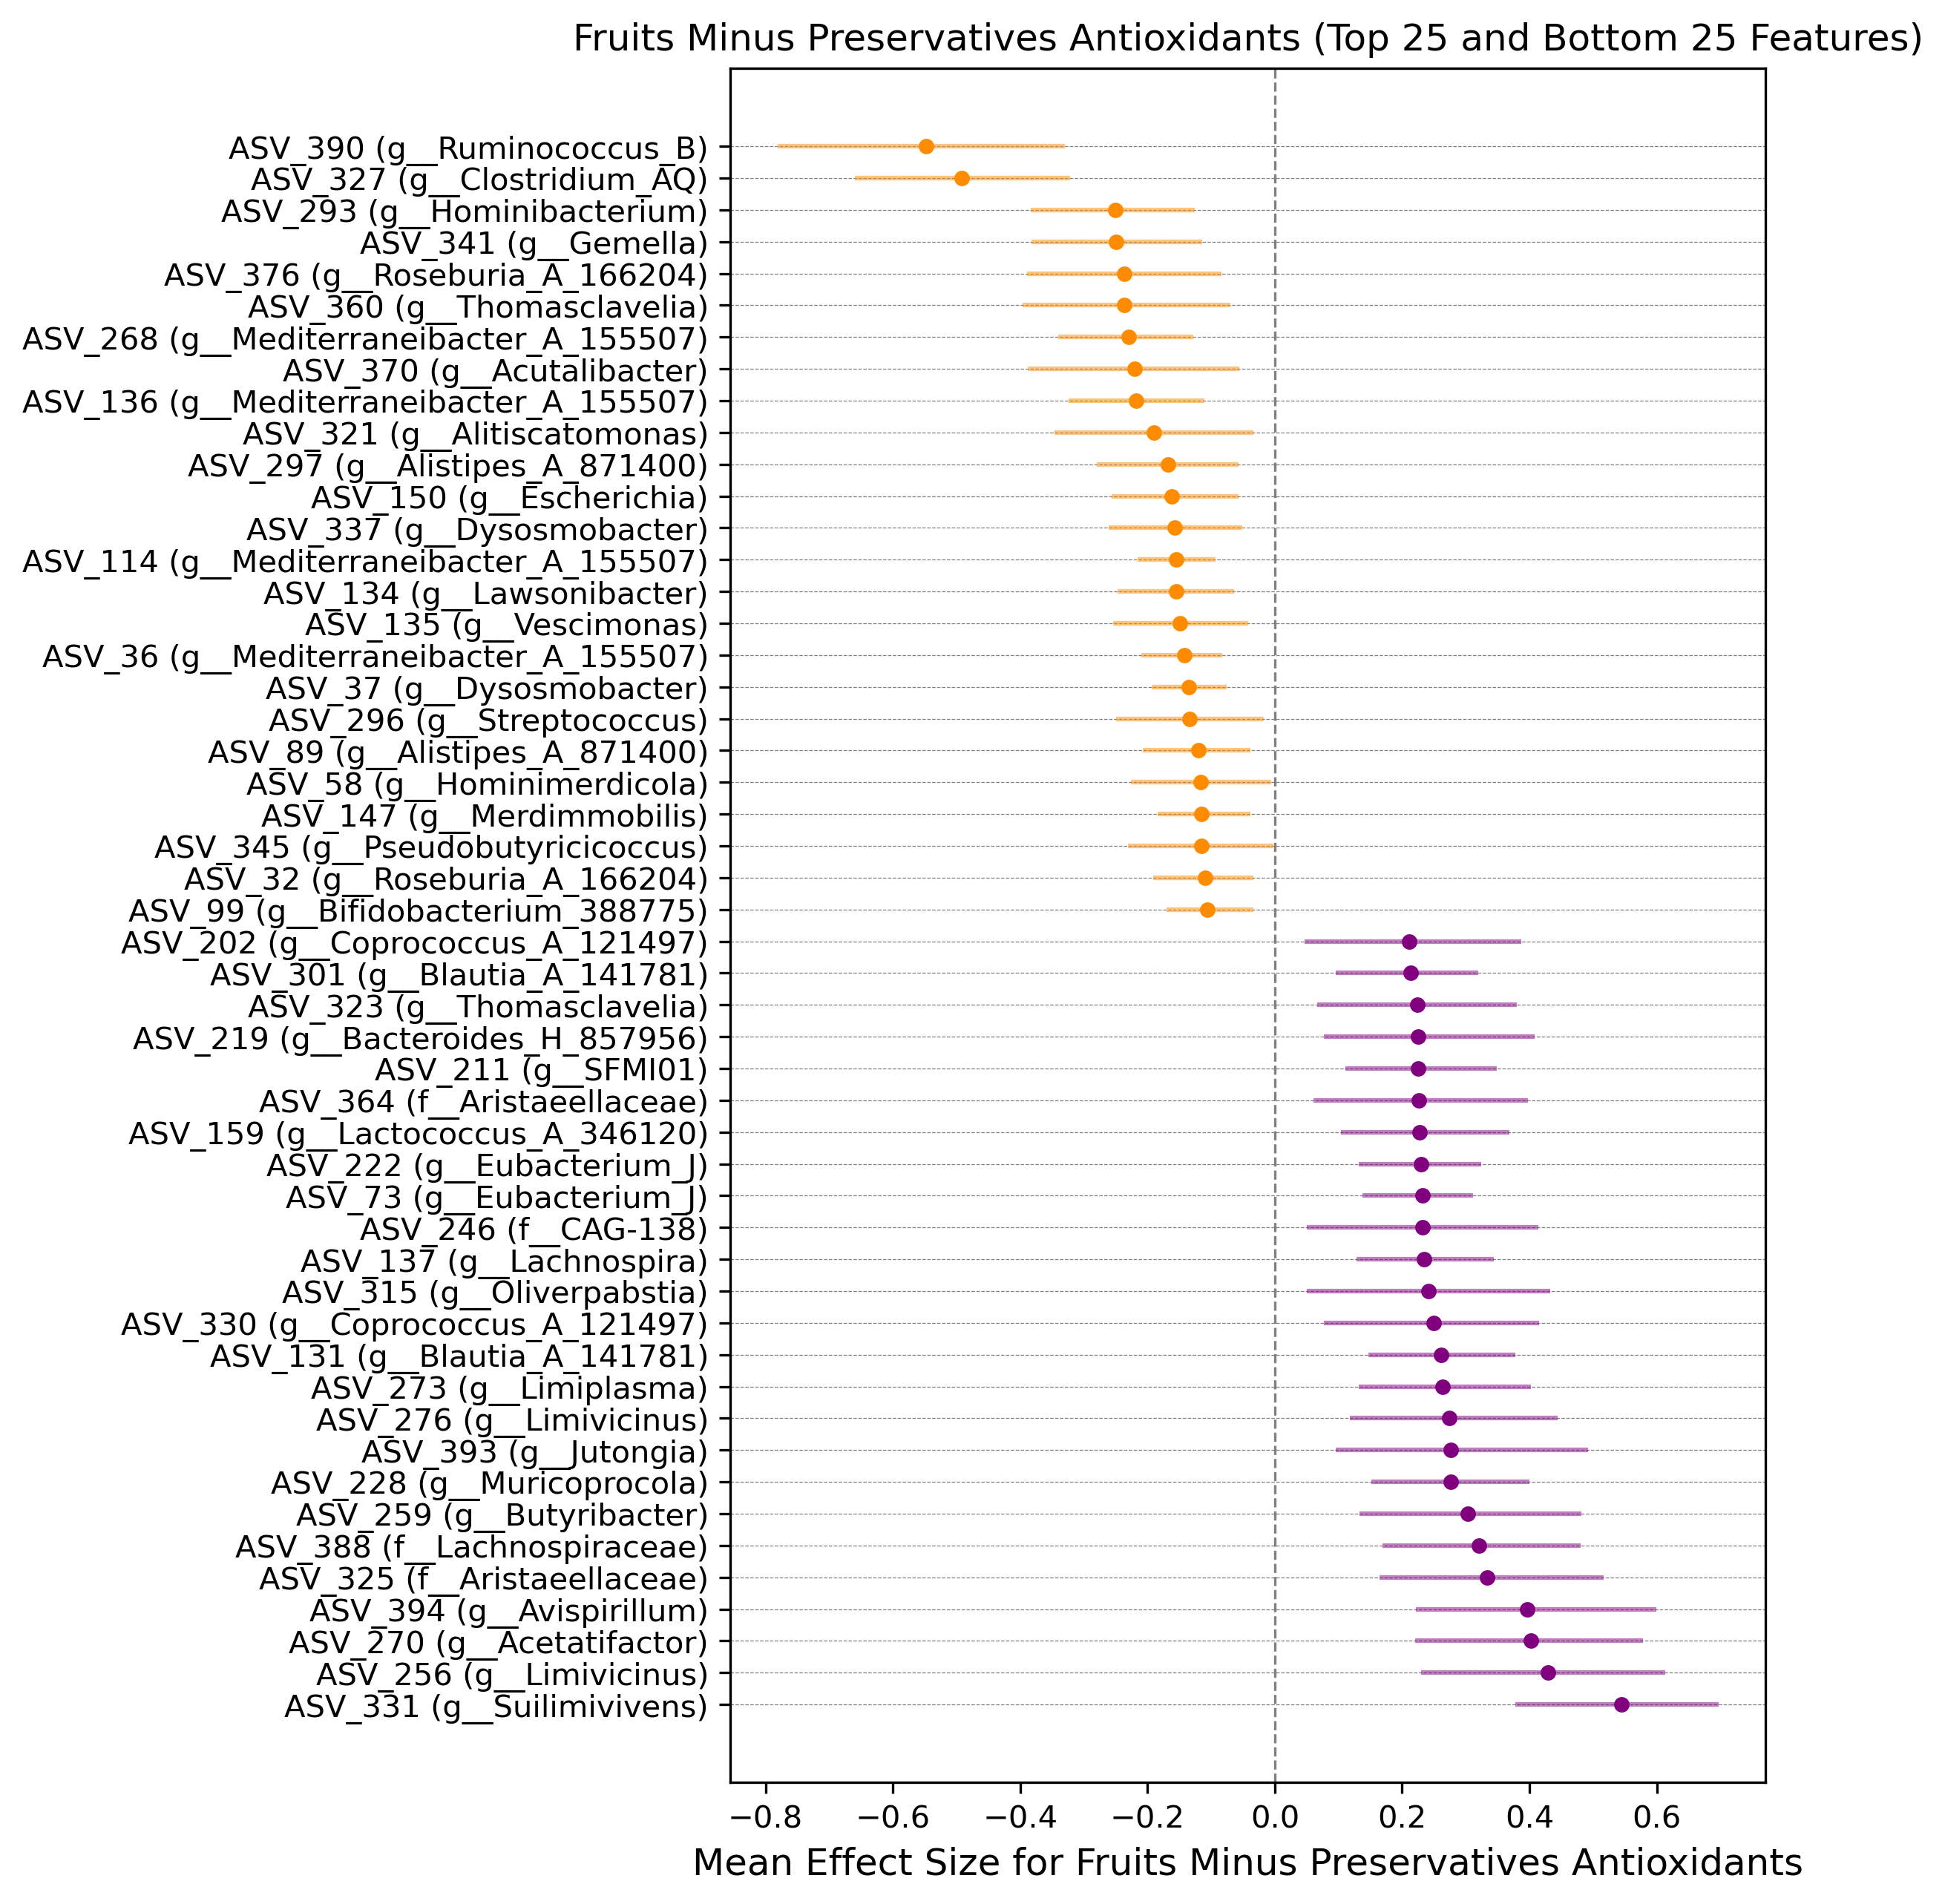 Fruits Minus Preservatives Antioxidants (Top 25 and Bottom 25 Features)
ASV_390 (g__Ruminococcus_B)
ASV_327 (g__Clostridium_AQ)
ASV_293 (g__Hominibacterium)
ASV_341 (g__Gemella)
ASV_376 (g__Roseburia_A_166204)
ASV_360 (g__Thomasclavelia)
ASV_268 (g__Mediterraneibacter_A_155507)
ASV_370 (g__Acutalibacter)
ASV_136 (g__Mediterraneibacter_A_155507)
ASV_321 (g__Alitiscatomonas)
ASV_297 (g__Alistipes_A_871400)
ASV_150 (g__Escherichia)
ASV_337 (g__Dysosmobacter)
ASV_114 (g__Mediterraneibacter_A_155507)
ASV_134 (g__Lawsonibacter)
ASV_135 (g__Vescimonas)
ASV_36 (g__Mediterraneibacter_A_155507)
ASV_37 (g__Dysosmobacter)
ASV_296 (g__Streptococcus)
ASV_89 (g__Alistipes_A_871400)
ASV_58 (g__Hominimerdicola)
ASV_147 (g__Merdimmobilis)
ASV_345 (g__Pseudobutyricicoccus)
ASV_32 (g__Roseburia_A_166204)
ASV_99 (g__Bifidobacterium_388775)
ASV_202 (g__Coprococcus_A_121497)
ASV_301 (g__Blautia_A_141781)
ASV_323 (g__Thomasclavelia)
ASV_219 (g__Bacteroides_H_857956)
ASV_211 (g__SFMI01)
ASV_364 (f__Aristaeellaceae)
ASV_159 (g__Lactococcus_A_346120)
ASV_222 (g__Eubacterium_J)
ASV_73 (g__Eubacterium_J)
ASV_246 (f__CAG-138)
ASV_137 (g__Lachnospira)
ASV_315 (g__Oliverpabstia)
ASV_330 (g__Coprococcus_A_121497)
ASV_131 (g__Blautia_A_141781)
ASV_273 (g__Limiplasma)
ASV_276 (g__Limivicinus)
ASV_393 (g__Jutongia)
ASV_228 (g__Muricoprocola)
ASV_259 (g__Butyribacter)
ASV_388 (f__Lachnospiraceae)
ASV_325 (f__Aristaeellaceae)
ASV_394 (g__Avispirillum)
ASV_270 (g__Acetatifactor)
ASV_256 (g__Limivicinus)
ASV_331 (g__Suilimivivens)
−0.8 −0.6 −0.4 −0.2 0.0 0.2 0.4 0.6
Mean Effect Size for Fruits Minus Preservatives Antioxidants